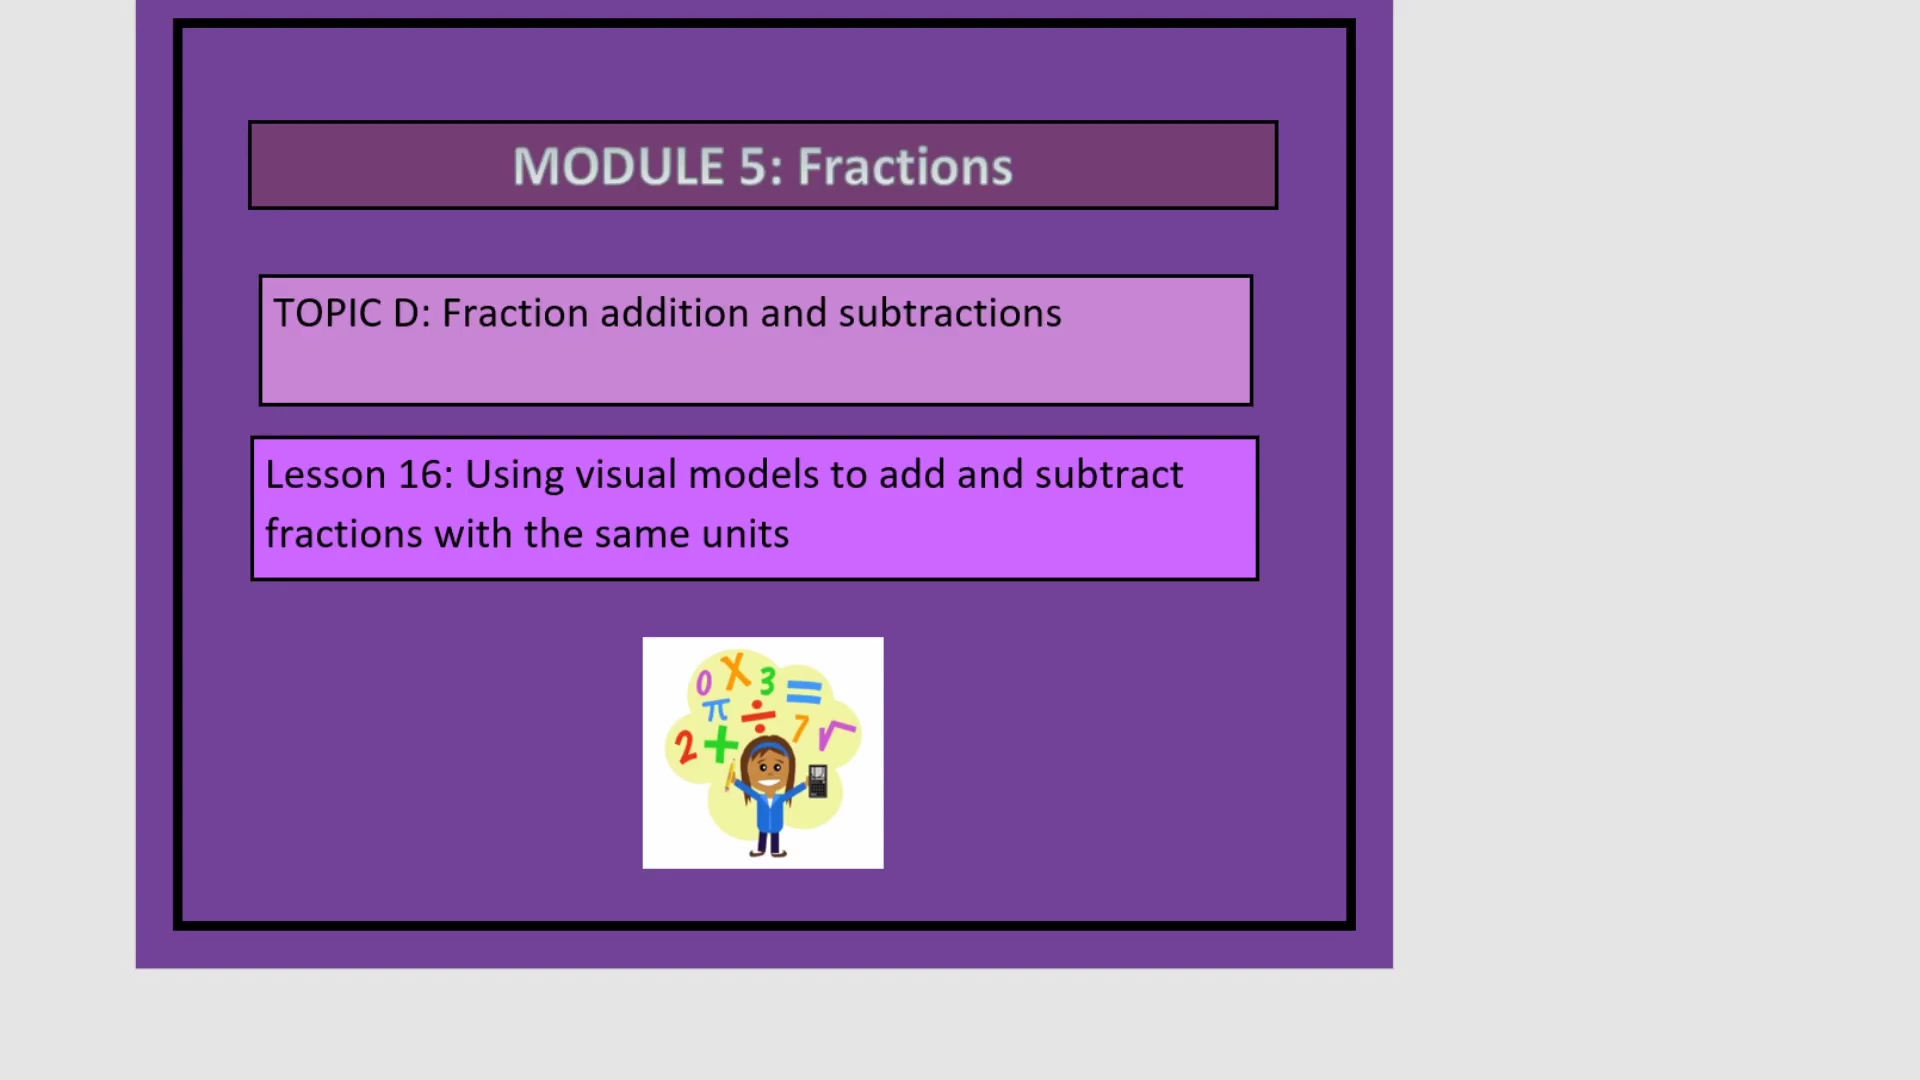 MODULE 5: Fractions
TOPIC D: Fraction addition and subtractions
Lesson 16: Using visual models to add and subtract
fractions with the same units
0 X 3 =
π ÷ 7 √
2 +